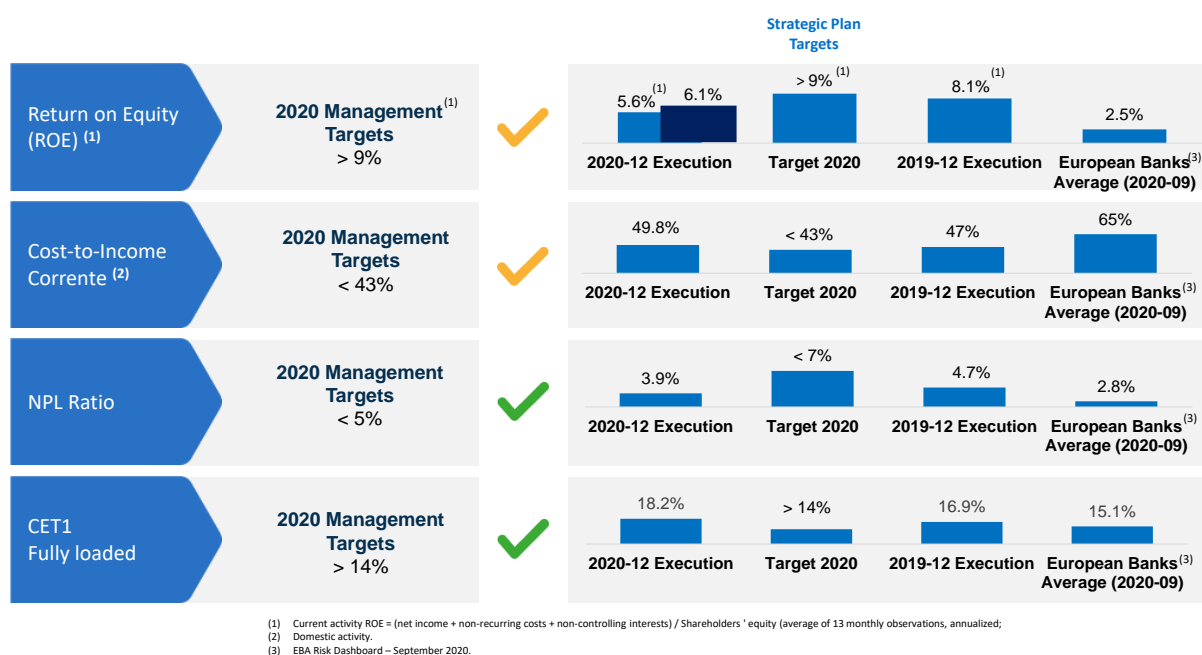 Strategic Plan
Targets
Return on Equity
(ROE) (1)
2020 Management (1)
Targets
> 9%
5.6% (1)
6.1%
> 9% (1)
8.1% (1)
2.5%
2020-12 Execution
Target 2020
2019-12 Execution
European Banks (3)
Average (2020-09)
Cost-to-Income
Corrente (2)
2020 Management
Targets
< 43%
49.8%
< 43%
47%
65%
2020-12 Execution
Target 2020
2019-12 Execution
European Banks (3)
Average (2020-09)
NPL Ratio
2020 Management
Targets
< 5%
3.9%
< 7%
4.7%
2.8%
2020-12 Execution
Target 2020
2019-12 Execution
European Banks (3)
Average (2020-09)
CET1
Fully loaded
2020 Management
Targets
> 14%
18.2%
> 14%
16.9%
15.1%
2020-12 Execution
Target 2020
2019-12 Execution
European Banks (3)
Average (2020-09)
(1) Current activity ROE = (net income + non-recurring costs + non-controlling interests) / Shareholders ' equity (average of 13 monthly observations, annualized;
(2) Domestic activity.
(3) EBA Risk Dashboard – September 2020.